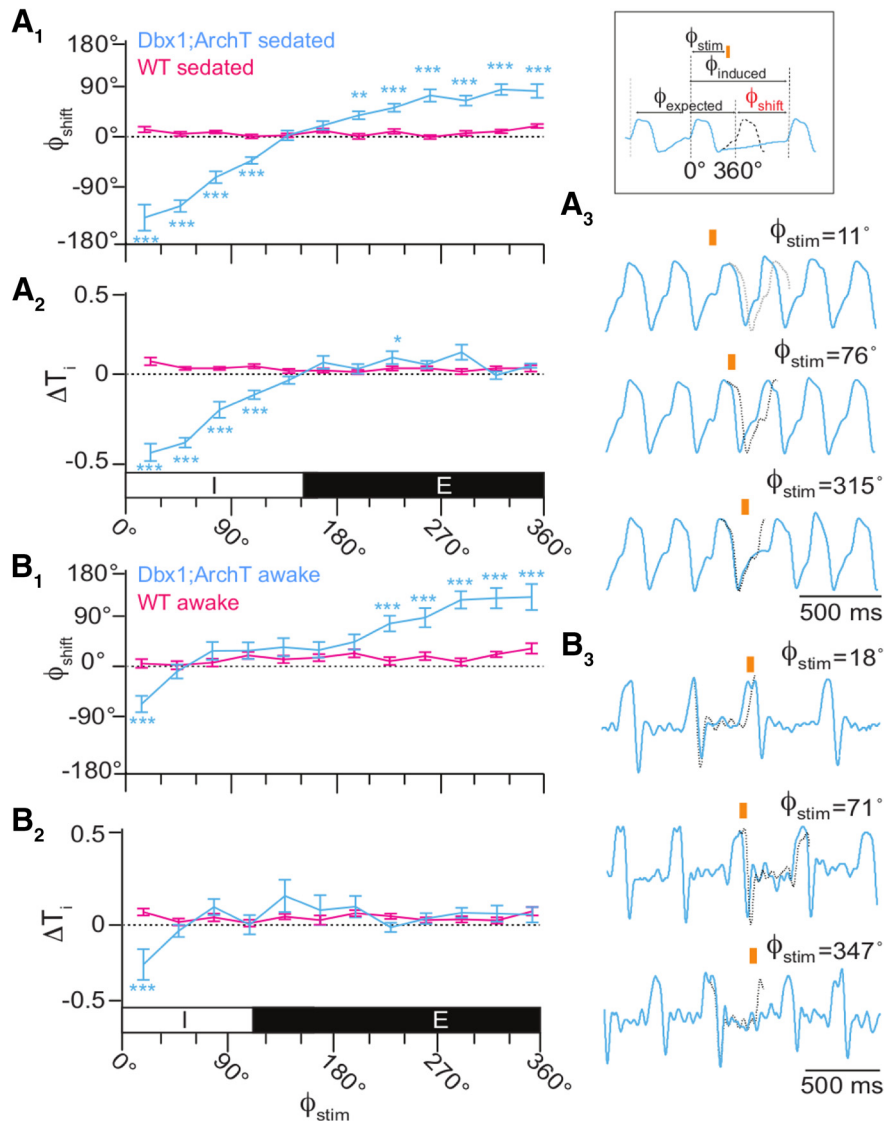 A1
180°
90°
0°
-90°
-180°
ϕshift
Dbx1;ArchT sedated
WT sedated
** *** *** *** *** ***
*** *** *** ***
ϕstim
ϕinduced
ϕexpected
ϕshift
0° 360°
A2
0.5
0
-0.5
ΔTi
*
*** *** *** ***
I E
0° 90° 180° 270° 360°
A3
ϕstim=11°
ϕstim=76°
ϕstim=315°
500 ms
B1
180°
90°
0°
-90°
-180°
ϕshift
Dbx1;ArchT awake
WT awake
*** *** *** *** ***
***
B2
0.5
0
-0.5
ΔTi
***
I E
0° 90° 180° 270° 360°
ϕstim
B3
ϕstim=18°
ϕstim=71°
ϕstim=347°
500 ms